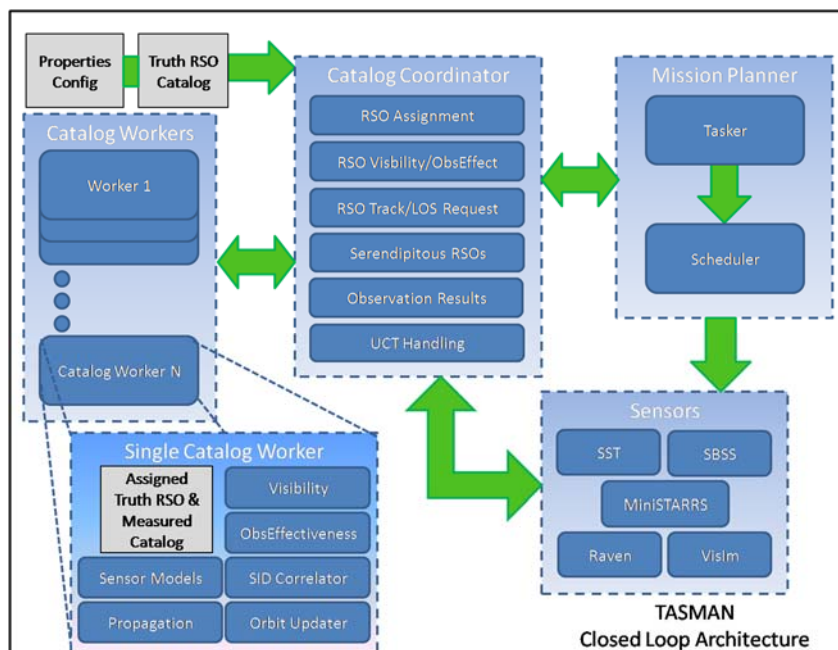 Properties
Config
Truth RSO
Catalog
Catalog Coordinator
RSO Assignment
RSO Visbility/ObsEffect
RSO Track/LOS Request
Serendipitous RSOs
Observation Results
UCT Handling
Mission Planner
Tasker
Scheduler
Catalog Workers
Worker 1
Catalog Worker N
Single Catalog Worker
Assigned
Truth RSO &
Measured
Catalog
Visibility
ObsEffectiveness
Sensor Models
SID Correlator
Propagation
Orbit Updater
Sensors
SST
SBSS
MiniSTARRS
Raven
VisIm
TASMAN
Closed Loop Architecture